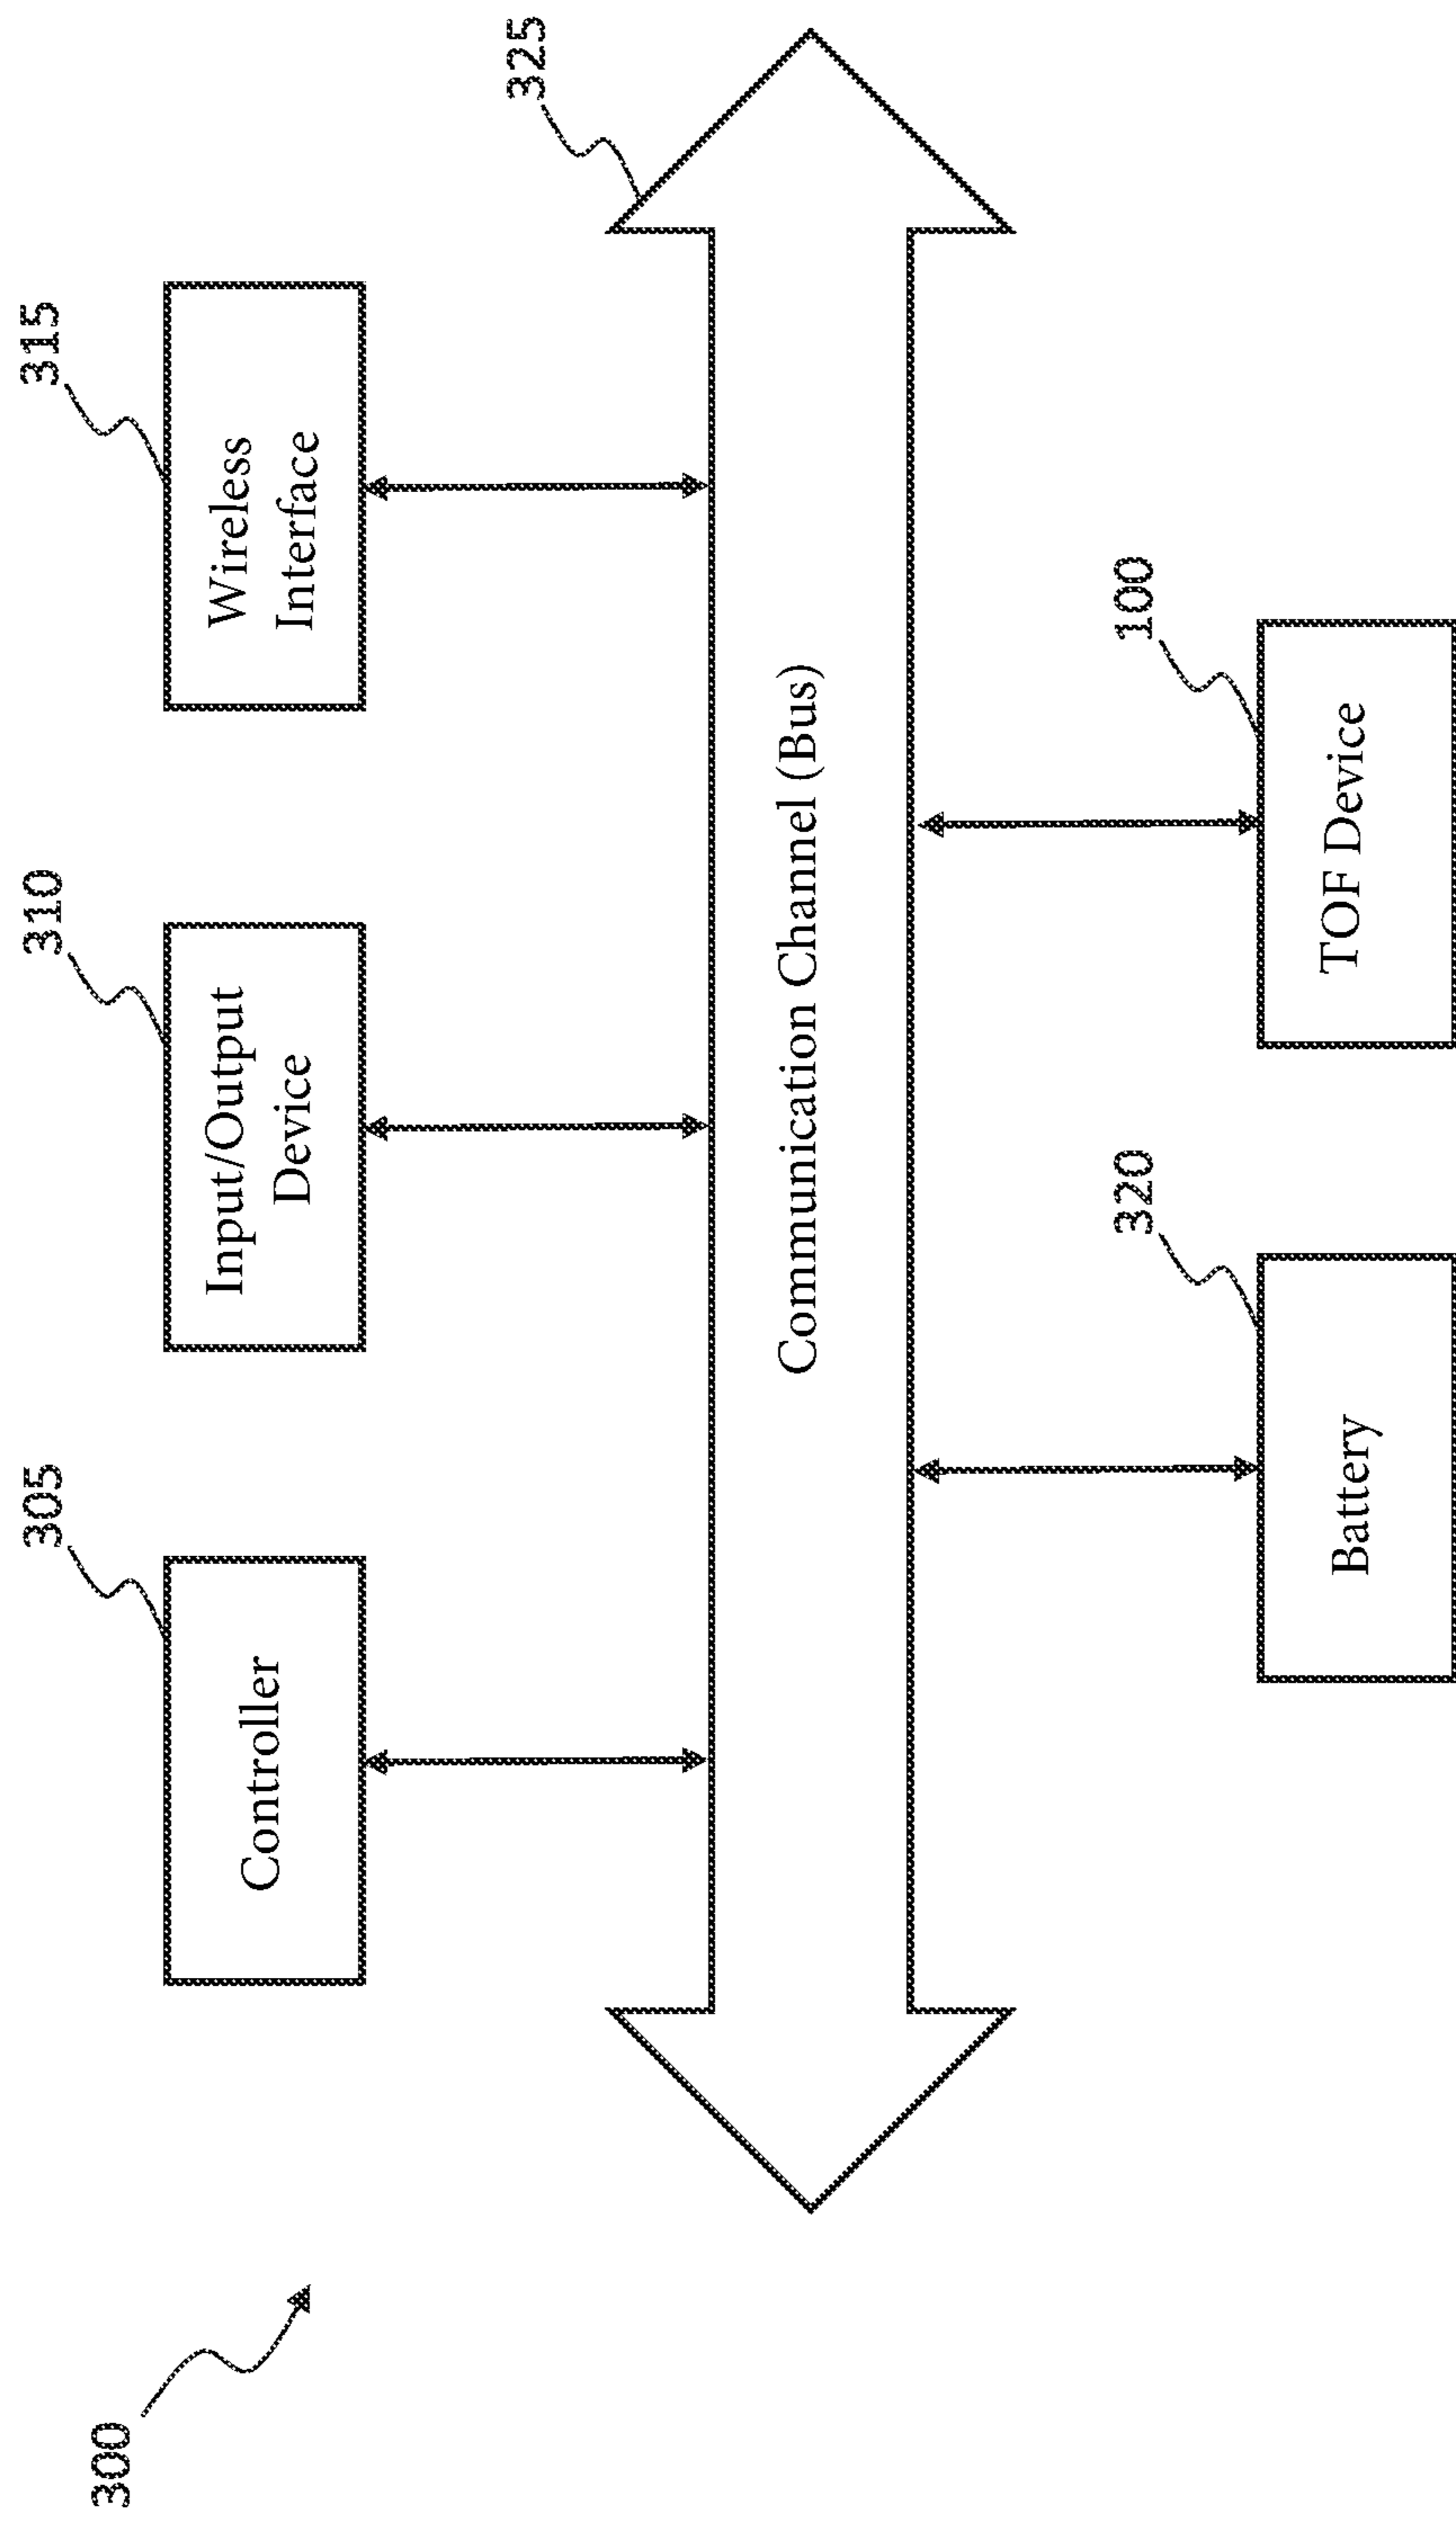 300
305
Controller
310
Input/Output
Device
315
Wireless
Interface
325
Communication Channel (Bus)
320
Battery
100
TOF Device